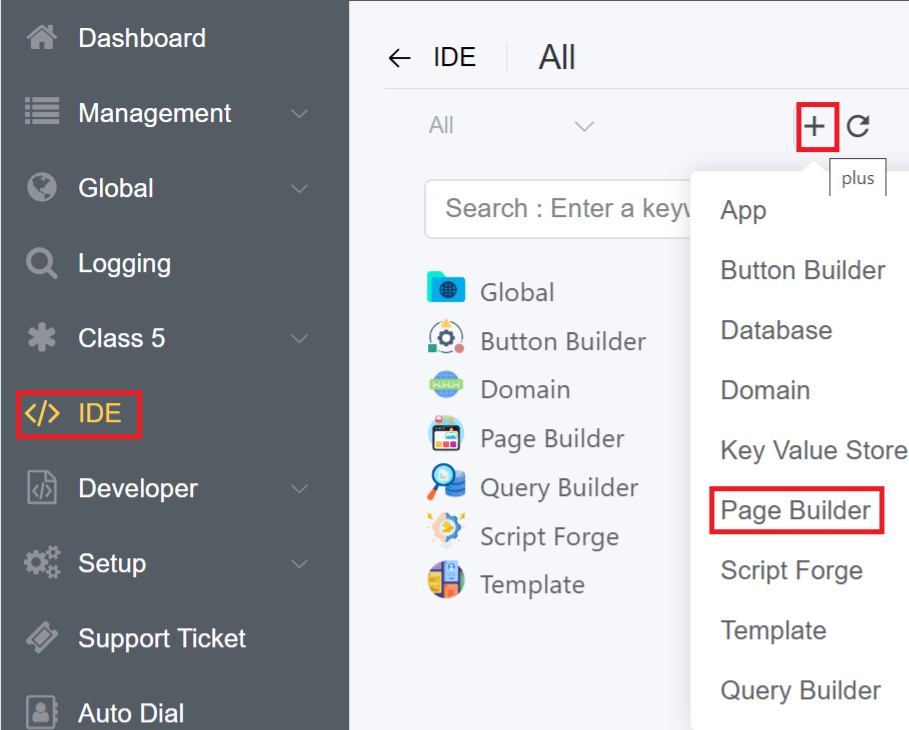 Dashboard
Management
Global
Logging
Class 5
</> IDE
Developer
Setup
Support Ticket
Auto Dial
← IDE
All
All
plus
Search : Enter a
Global
Button Builder
Domain
Page Builder
Query Builder
Script Forge
Template
App
Button Builder
Database
Domain
Key Value Store
Page Builder
Script Forge
Template
Query Builder